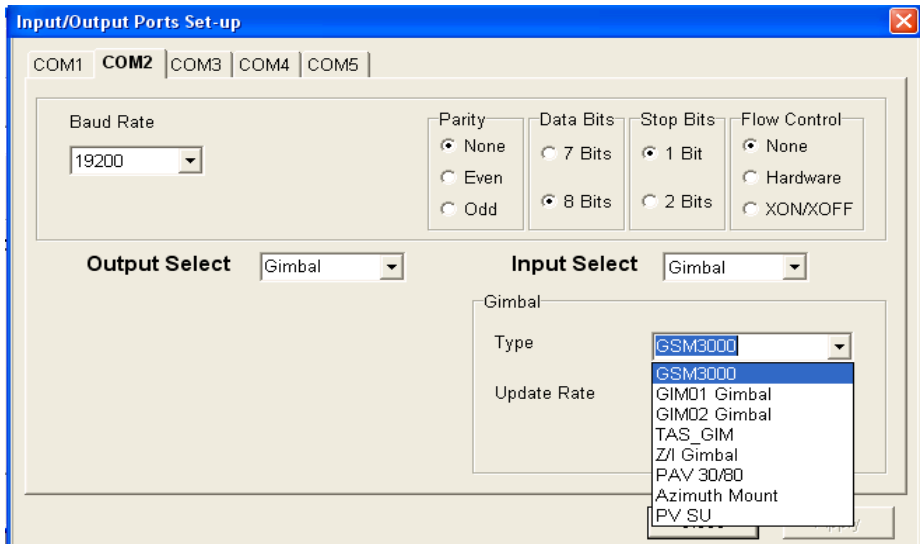 Input/Output Ports Set-up
COM1 COM2 COM3 COM4 COM5
Baud Rate
19200
Parity
None
Even
Odd
Data Bits
7 Bits
8 Bits
Stop Bits
1 Bit
2 Bits
Flow Control
None
Hardware
XON/XOFF
Output Select Gimbal
Input Select Gimbal
Gimbal
Type GSM3000
GSM3000
GIM01 Gimbal
GIM02 Gimbal
TAS_GIM
Z/I Gimbal
PAV 30/80
Azimuth Mount
PV SU
Update Rate